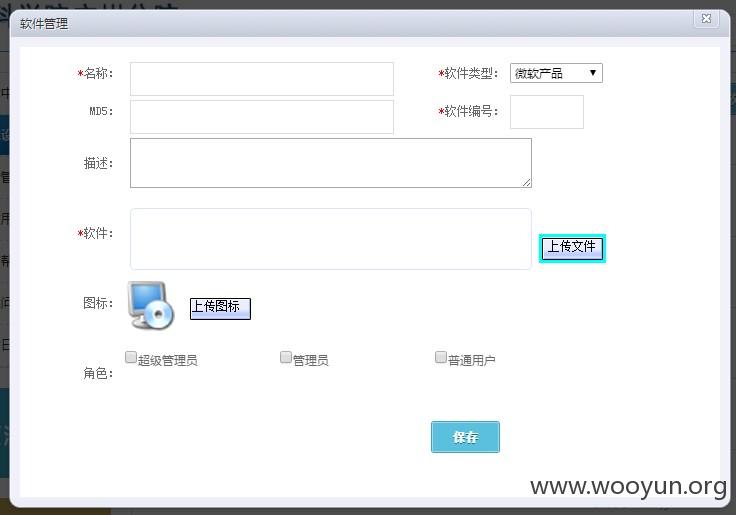 软件管理
*名称:
*软件类型: 微软产品
MD5:
*软件编号:
描述:
*软件:
上传文件
图标:
上传图标
角色:
超级管理员 管理员 普通用户
保存
www.wooyun.org